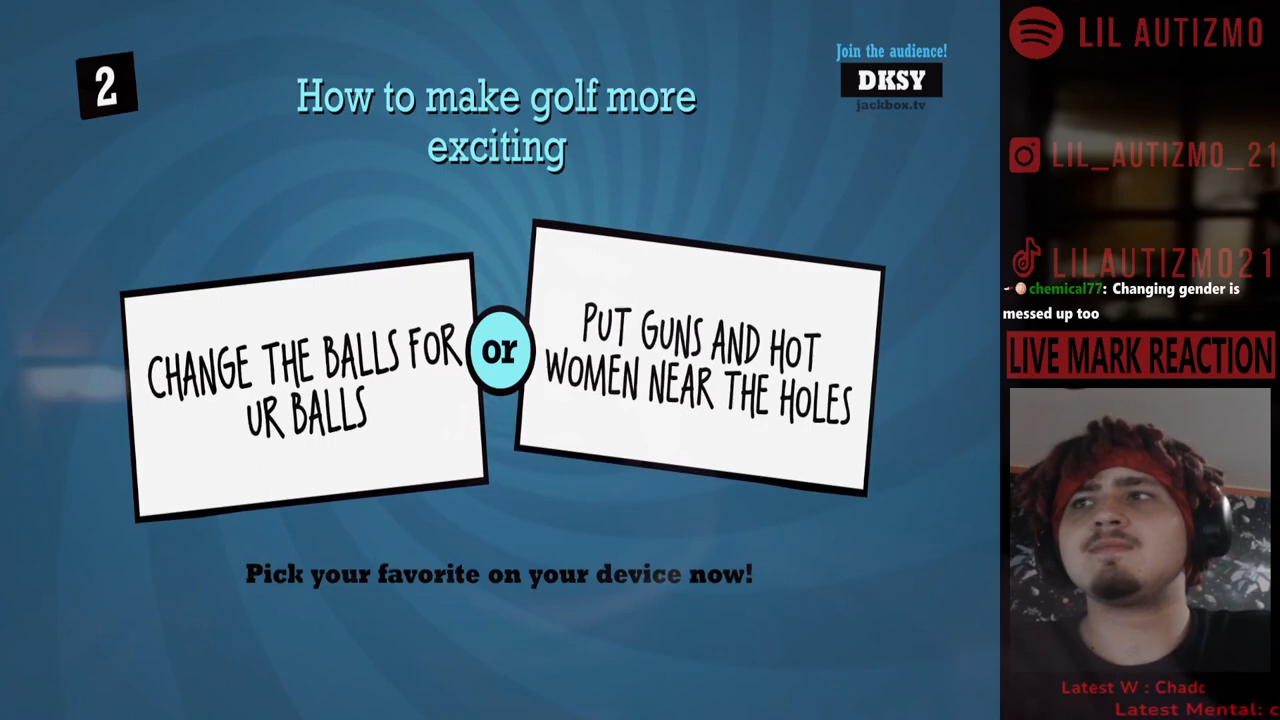 2
How to make golf more
exciting
Join the audience!
DKSY
jackbox.tv
CHANGE THE BALLS FOR
UR BALLS
or
PUT GUNS AND HOT
WOMEN NEAR THE HOLES
Pick your favorite on your device now!
LIL AUTIZMO
LIL_AUTIZMO_21
LILAUTIZMO21
chemical77: Changing gender is
messed up too
LIVE MARK REACTION
Latest W : Chadc
Latest Mental: c